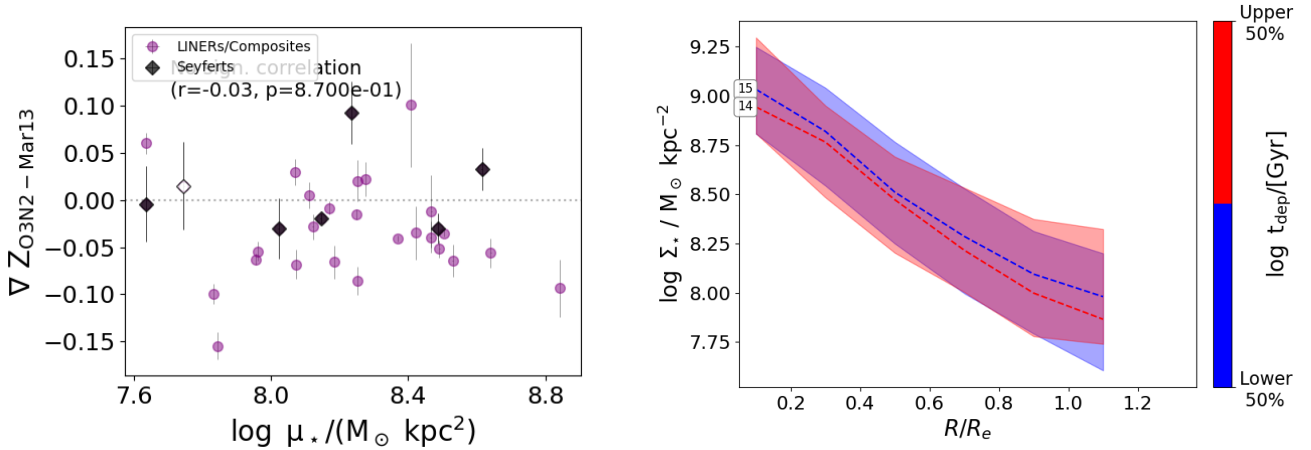 LINERs/Composites
Seyferts
No sign. correlation
(r=-0.03, p=8.700e-01)
0.15
0.10
0.05
0.00
−0.05
−0.10
−0.15
∇ Z_O3N2 − Mar13
7.6
8.0
8.4
8.8
log μ⋆/(M⊙ kpc²)
9.25
9.00
8.75
8.50
8.25
8.00
7.75
log Σ⋆ / M⊙ kpc⁻²
15
14
0.2
0.4
0.6
0.8
1.0
1.2
R/Re
Upper
50%
log t_dep/[Gyr]
Lower
50%